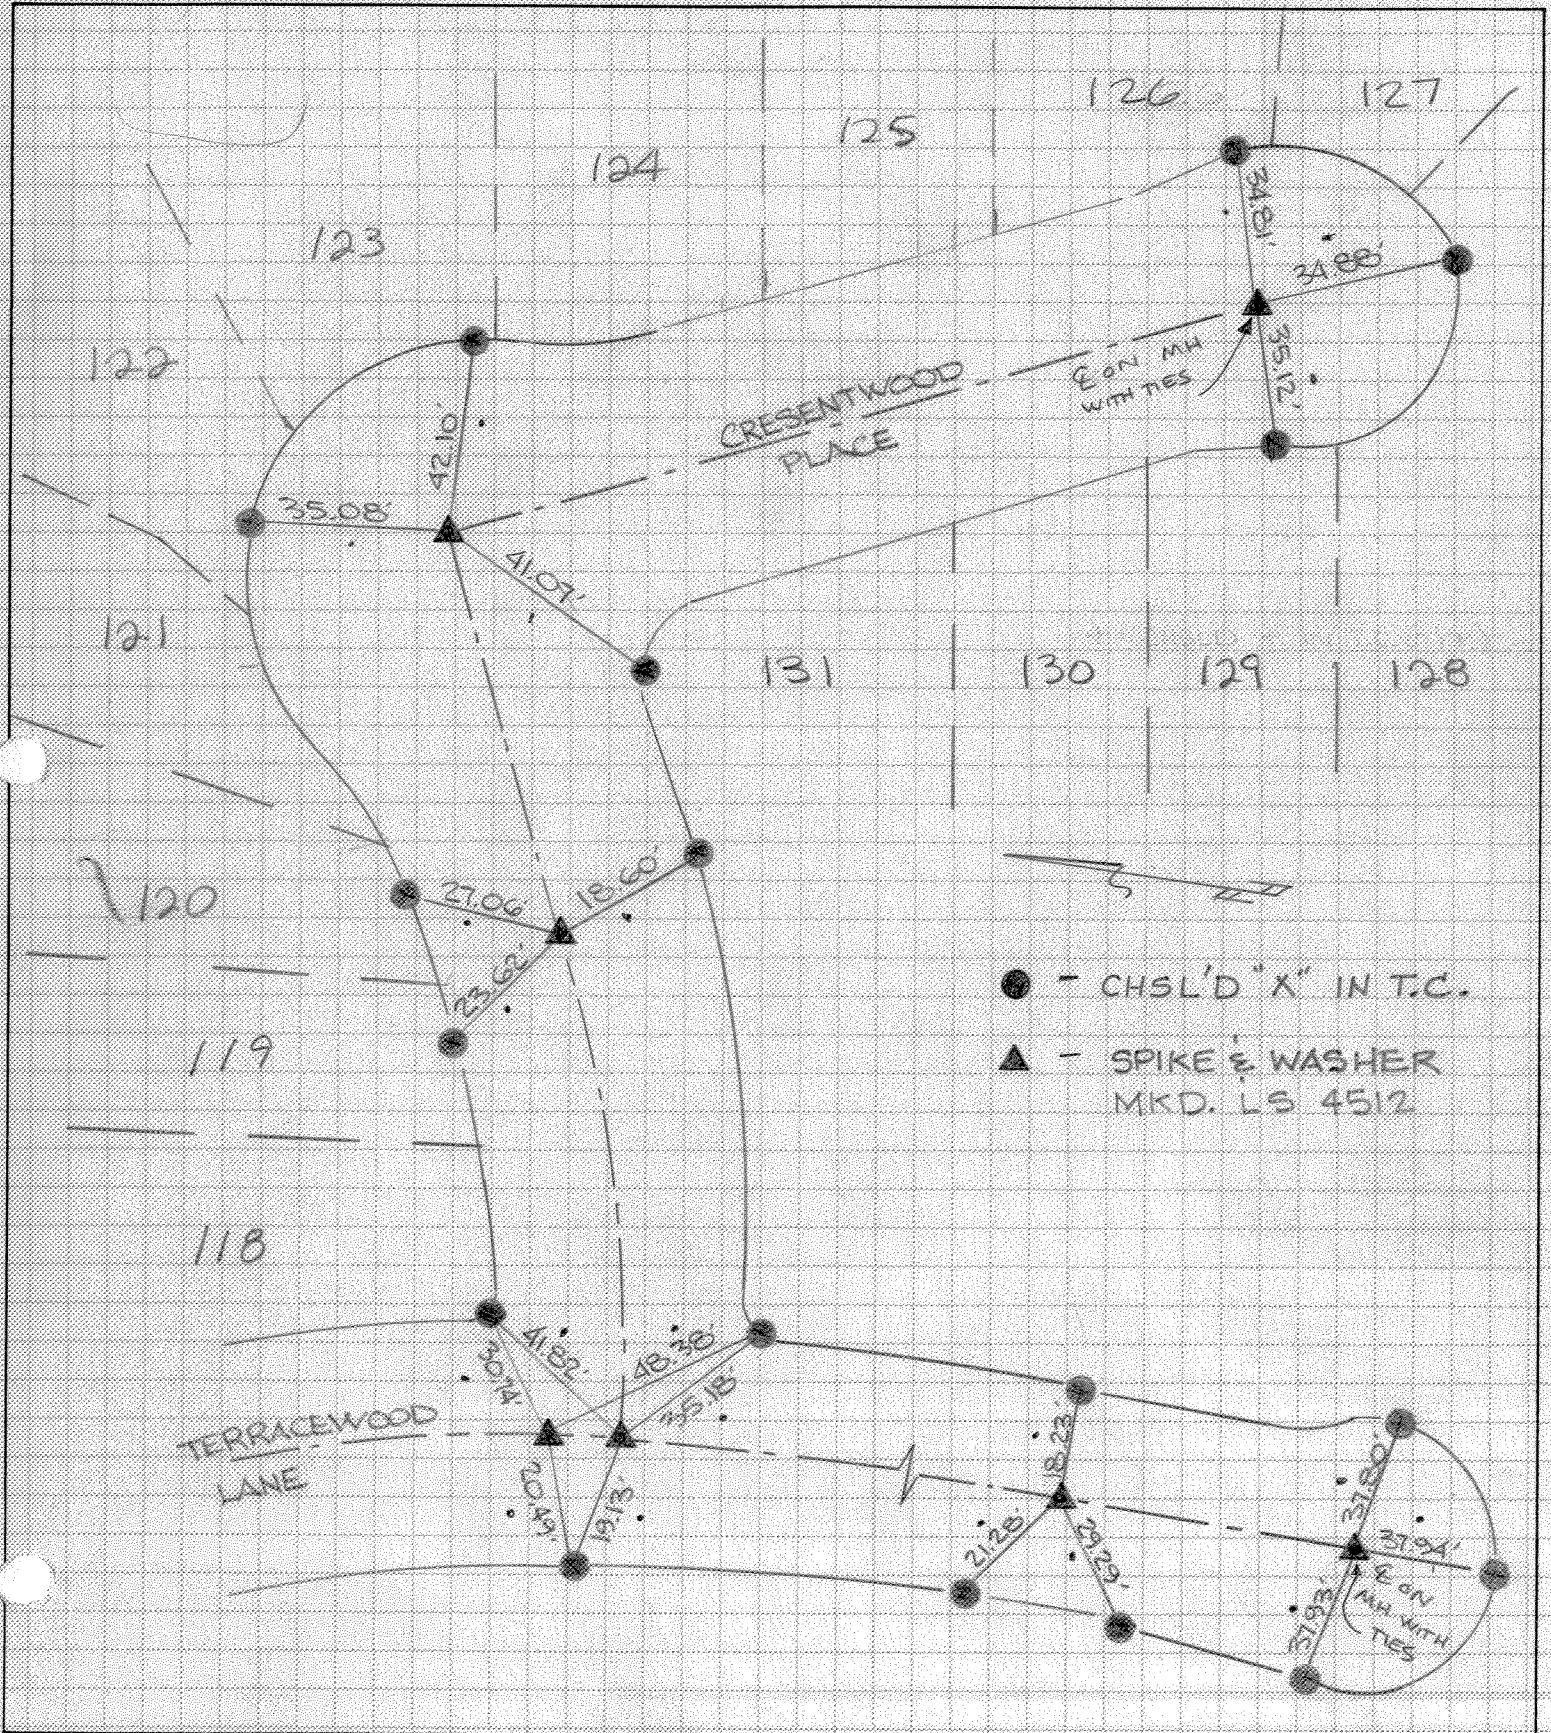 126
127
125
124
123
34.81'
34.88'
122
℄ ON MH
WITH TIES
35.12'
CRESENTWOOD
PLACE
42.10'
35.08'
41.07'
121
131
130
129
128
120
27.06'
18.60'
23.62'
● - CHSL'D "X" IN T.C.
119
▲ - SPIKE & WASHER
MKD. LS 4512
118
41.82'
48.38'
30.74'
35.18'
TERRACEWOOD
LANE
18.23'
37.80'
20.49'
19.13'
21.28'
29.29'
37.94'
℄ ON
MH WITH
TIES
37.93'